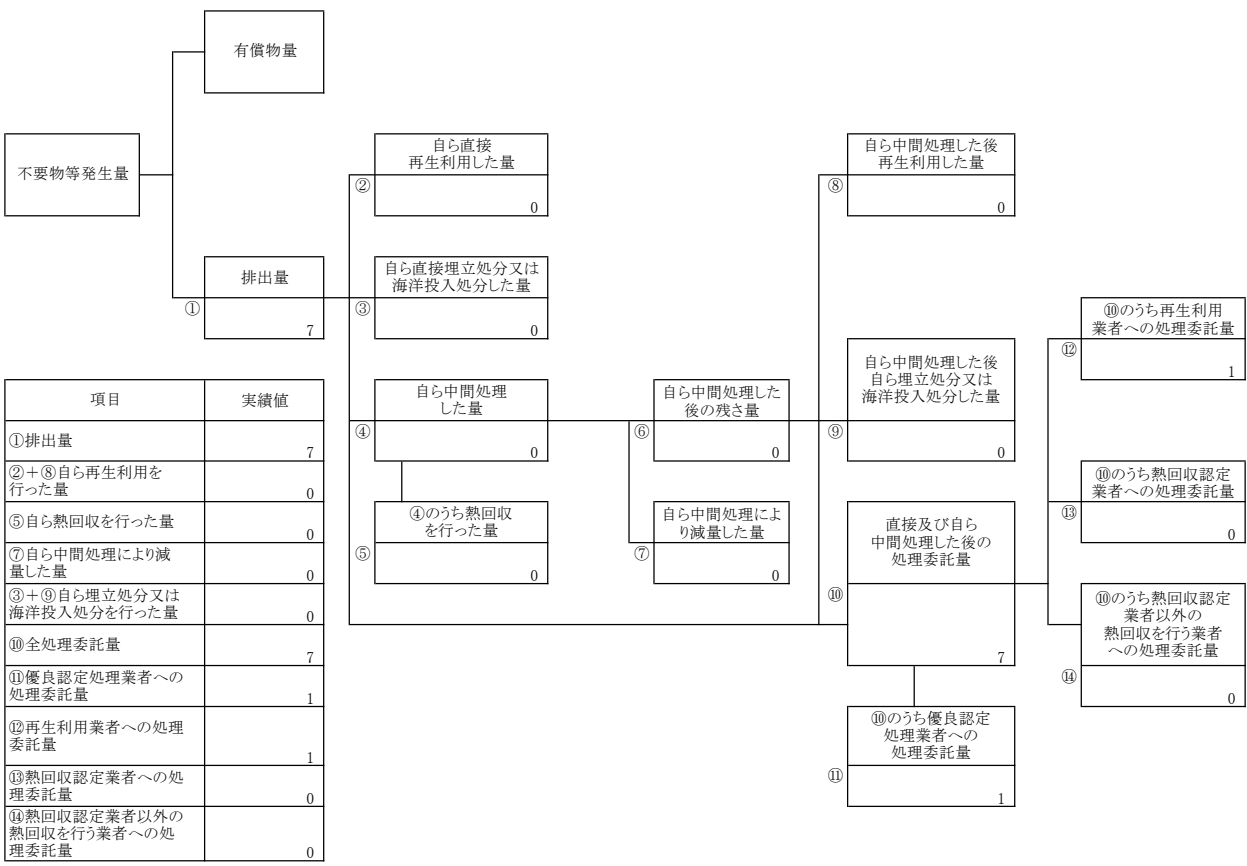 有償物量
不要物等発生量
自ら直接
再生利用した量
②
0
自ら中間処理した後
再生利用した量
⑧
0
排出量
①
7
自ら直接埋立処分又は
海洋投入処分した量
③
0
⑩のうち再生利用
業者への処理委託量
⑫
1
自ら中間処理
した量
④
0
自ら中間処理した
後の残さ量
⑥
0
自ら中間処理した後
自ら埋立処分又は
海洋投入処分した量
⑨
0
⑩のうち熱回収認定
業者への処理委託量
⑬
0
④のうち熱回収
を行った量
⑤
0
自ら中間処理によ
り減量した量
⑦
0
直接及び自ら
中間処理した後の
処理委託量
⑩
7
⑩のうち熱回収認定
業者以外の
熱回収を行う業者
への処理委託量
⑭
0
⑩のうち優良認定
処理業者への
処理委託量
⑪
1
項目 実績値
①排出量
7
②+⑧自ら再生利用を
行った量
0
⑤自ら熱回収を行った量
0
⑦自ら中間処理により減
量した量
0
③+⑨自ら埋立処分又は
海洋投入処分を行った量
0
⑩全処理委託量
7
⑪優良認定処理業者への
処理委託量
1
⑫再生利用業者への処理
委託量
1
⑬熱回収認定業者への処
理委託量
0
⑭熱回収認定業者以外の
熱回収を行う業者への処
理委託量
0